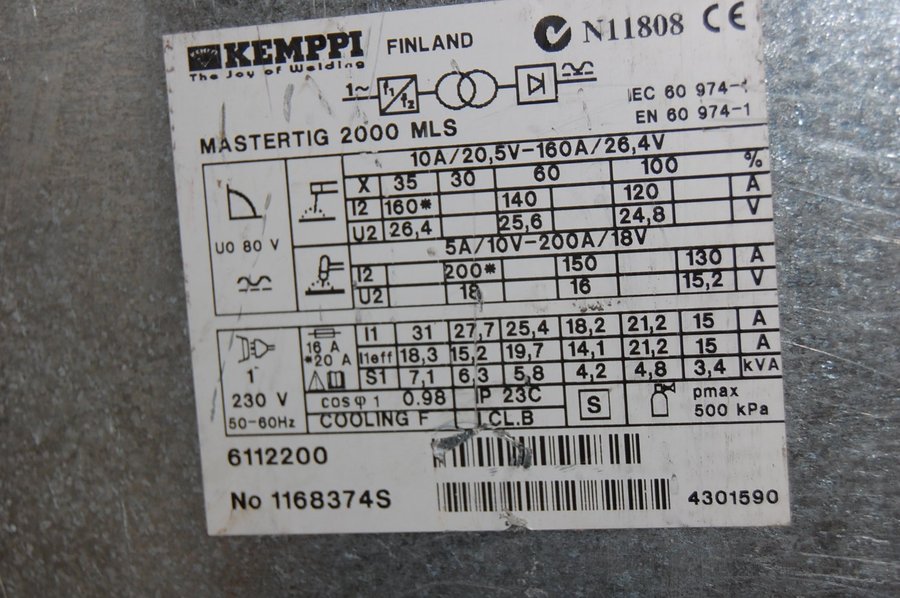 KEMPPI
KEMPPI FINLAND N11808 CE
The Joy of Welding
1~ f1/f2
IEC 60 974-1
EN 60 974-1
MASTERTIG 2000 MLS
10A/20,5V-160A/26,4V
X 35 30 60 100 %
I2 160* 140 120 A
U2 26,4 25,6 24,8 V
U0 80 V
5A/10V-200A/18V
I2 200* 150 130 A
U2 18 16 15,2 V
16 A
*20 A
I1 31 27,7 25,4 18,2 21,2 15 A
I1eff 18,3 15,2 19,7 14,1 21,2 15 A
S1 7,1 6,3 5,8 4,2 4,8 3,4 kVA
1
230 V
50-60Hz
cos φ 1 0.98 IP 23C S pmax
500 kPa
COOLING F CL.B
6112200
No 1168374S 4301590